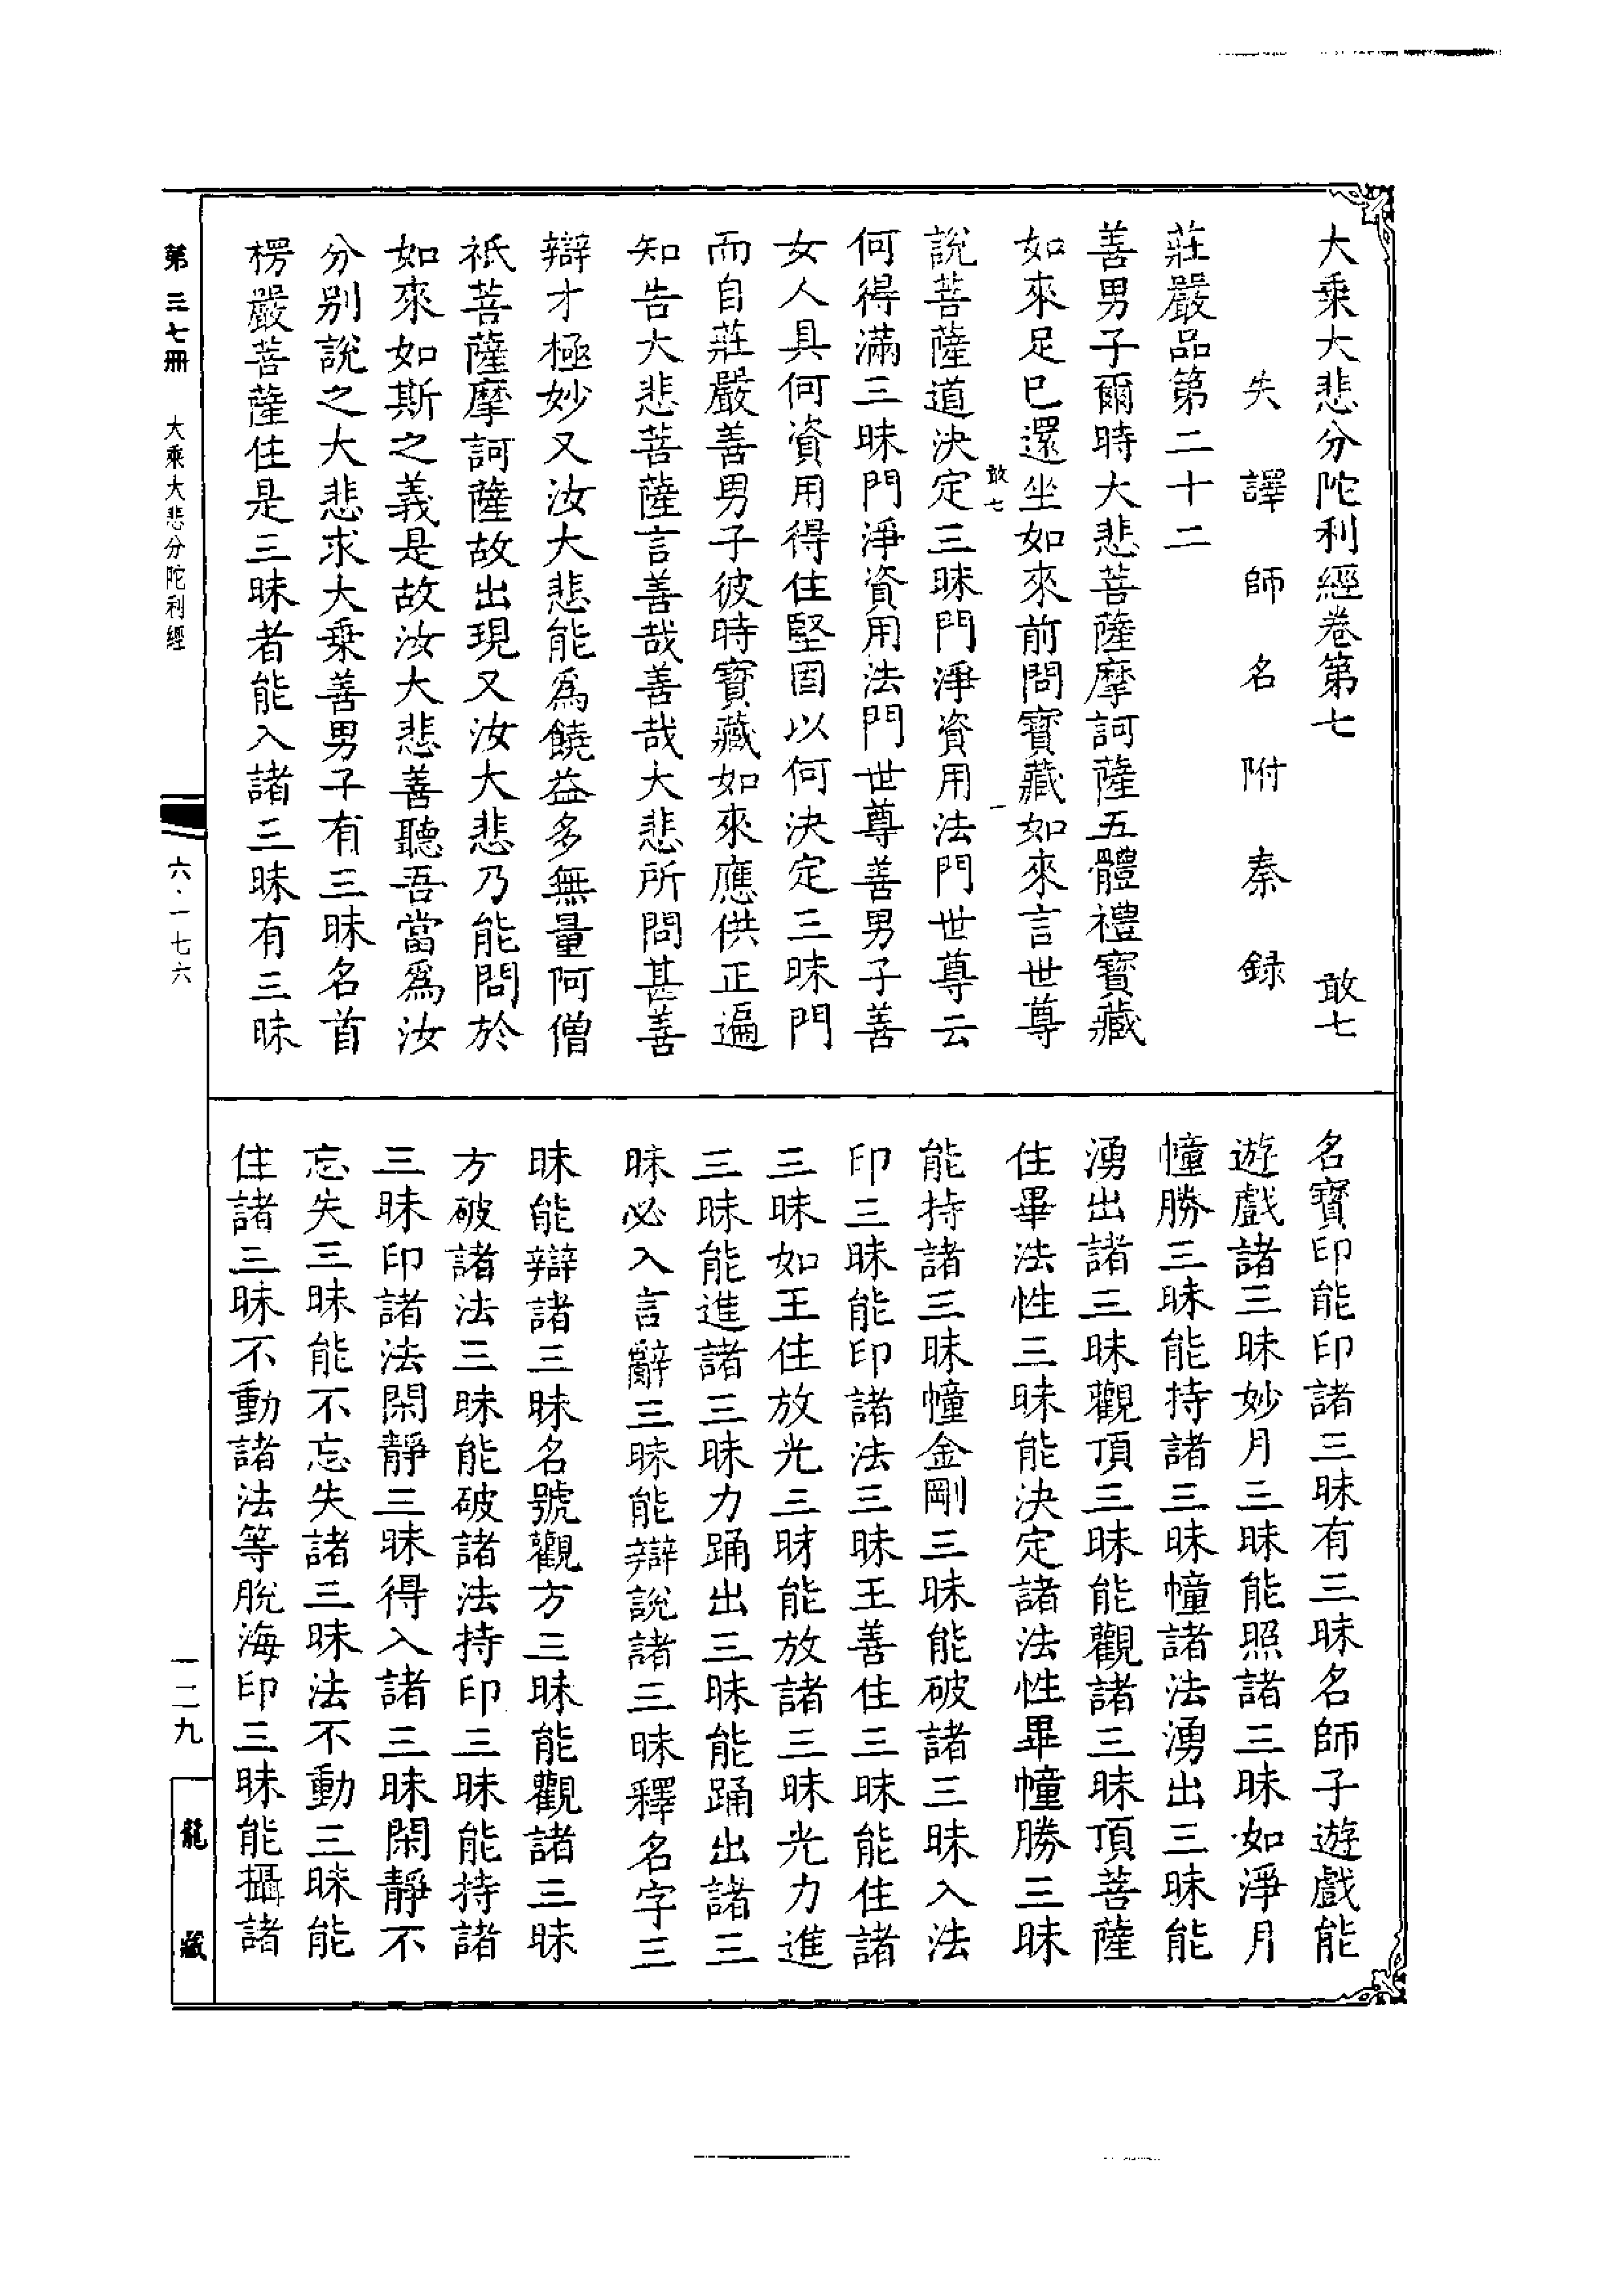 大乘大悲分陀利經卷第七 敢七
失譯師名附秦録
莊嚴品第二十二
善男子爾時大悲菩薩摩訶薩五體禮寶藏
如來足已還坐如來前問寶藏如來言世尊
敢七 一
說菩薩道決定三昧門淨資用法門世尊云
何得滿三昧門淨資用法門世尊善男子善
女人具何資用得住堅固以何決定三昧門
而自莊嚴善男子彼時寶藏如來應供正遍
知告大悲菩薩言善哉善哉大悲所問甚善
辯才極妙又汝大悲能為饒益多無量阿僧
祇菩薩摩訶薩故出現又汝大悲乃能問於
如來如斯之義是故汝大悲善聽吾當為汝
分別說之大悲求大乘善男子有三昧名首
楞嚴菩薩住是三昧者能入諸三昧有三昧
名寶印能印諸三昧有三昧名師子遊戲能
遊戲諸三昧妙月三昧能照諸三昧如淨月
幢勝三昧能持諸三昧幢諸法湧出三昧能
湧出諸三昧觀頂三昧能觀諸三昧頂菩薩
住畢法性三昧能決定諸法性畢幢勝三昧
能持諸三昧幢金剛三昧能破諸三昧入法
印三昧能印諸法三昧王善住三昧能住諸
三昧如王住放光三昧能放諸三昧光力進
三昧能進諸三昧力踊出三昧能踊出諸三
昧必入言辭三昧能辯說諸三昧釋名字三
昧能辯諸三昧名號觀方三昧能觀諸三昧
方破諸法三昧能破諸法持印三昧能持諸
三昧印諸法閑靜三昧得入諸三昧閑靜不
忘失三昧能不忘失諸三昧法不動三昧能
住諸三昧不動諸法等脫海印三昧能攝諸
第三七冊 大乘大悲分陀利經
六·一七六
一二九
龍藏